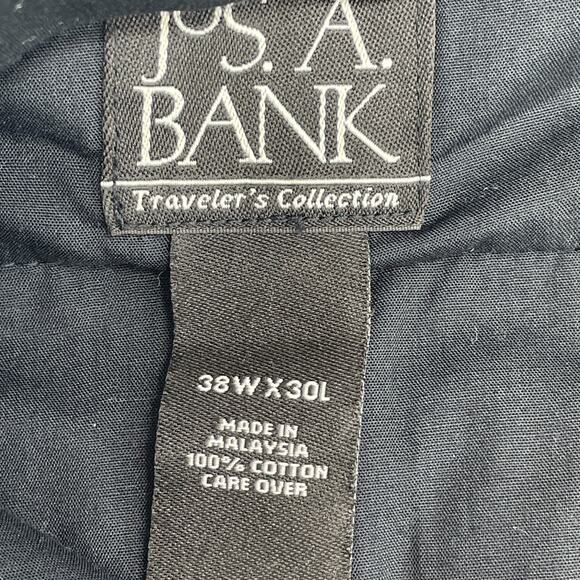 JOS. A.
BANK
Traveler's Collection
38W X 30L
MADE IN
MALAYSIA
100% COTTON
CARE OVER